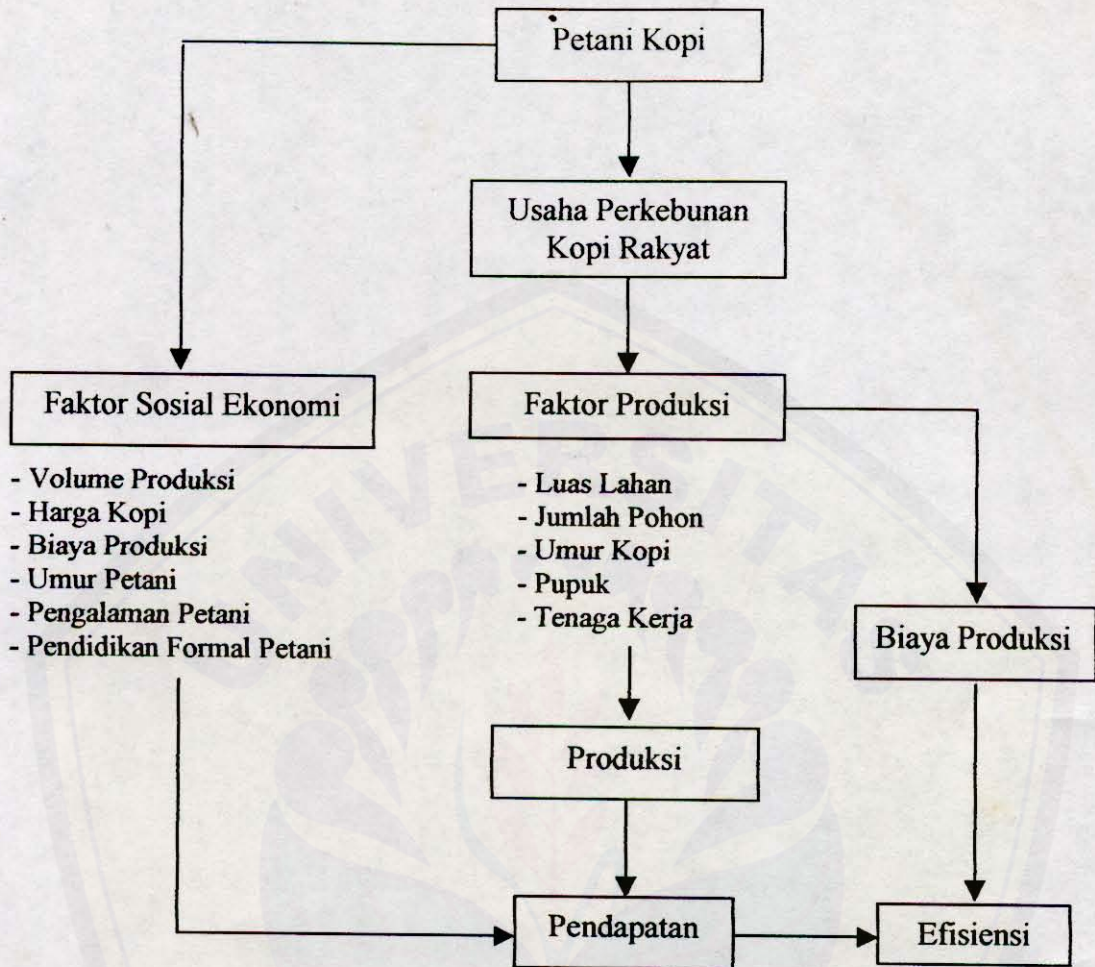 Petani Kopi
Usaha Perkebunan
Kopi Rakyat
Faktor Sosial Ekonomi
- Volume Produksi
- Harga Kopi
- Biaya Produksi
- Umur Petani
- Pengalaman Petani
- Pendidikan Formal Petani
Faktor Produksi
- Luas Lahan
- Jumlah Pohon
- Umur Kopi
- Pupuk
- Tenaga Kerja
Biaya Produksi
Produksi
Pendapatan
Efisiensi
UNIVERSITAS